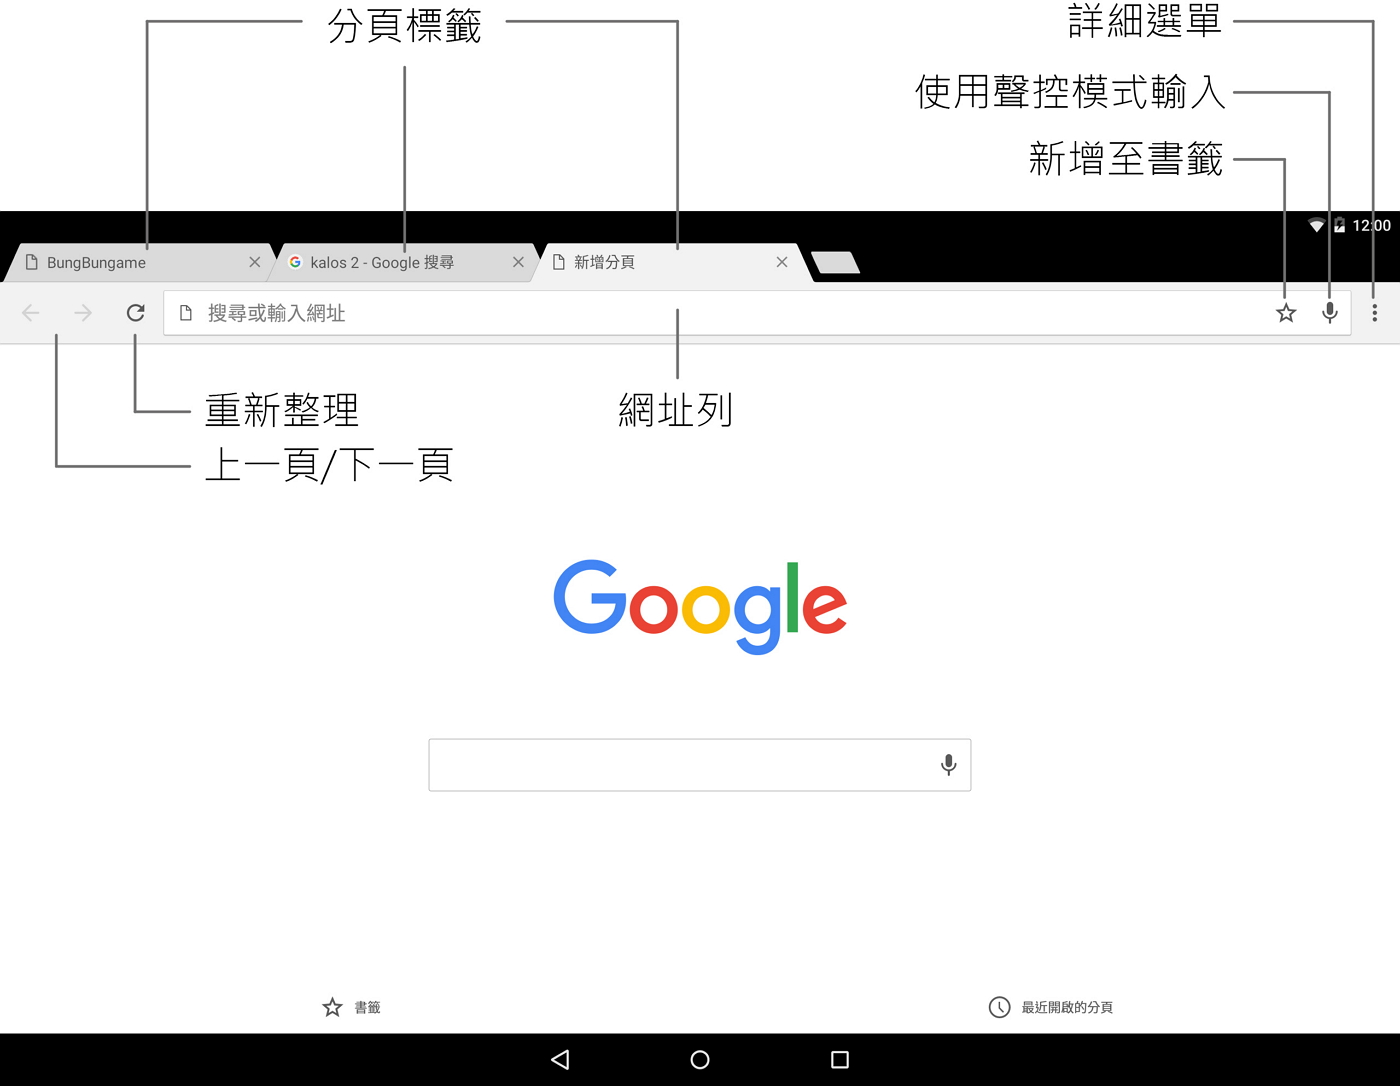 分頁標籤
詳細選單
使用聲控模式輸入
新增至書籤
12:00
BungBungame
kalos 2 - Google 搜尋
新增分頁
搜尋或輸入網址
重新整理
網址列
上一頁/下一頁
Google
書籤
最近開啟的分頁